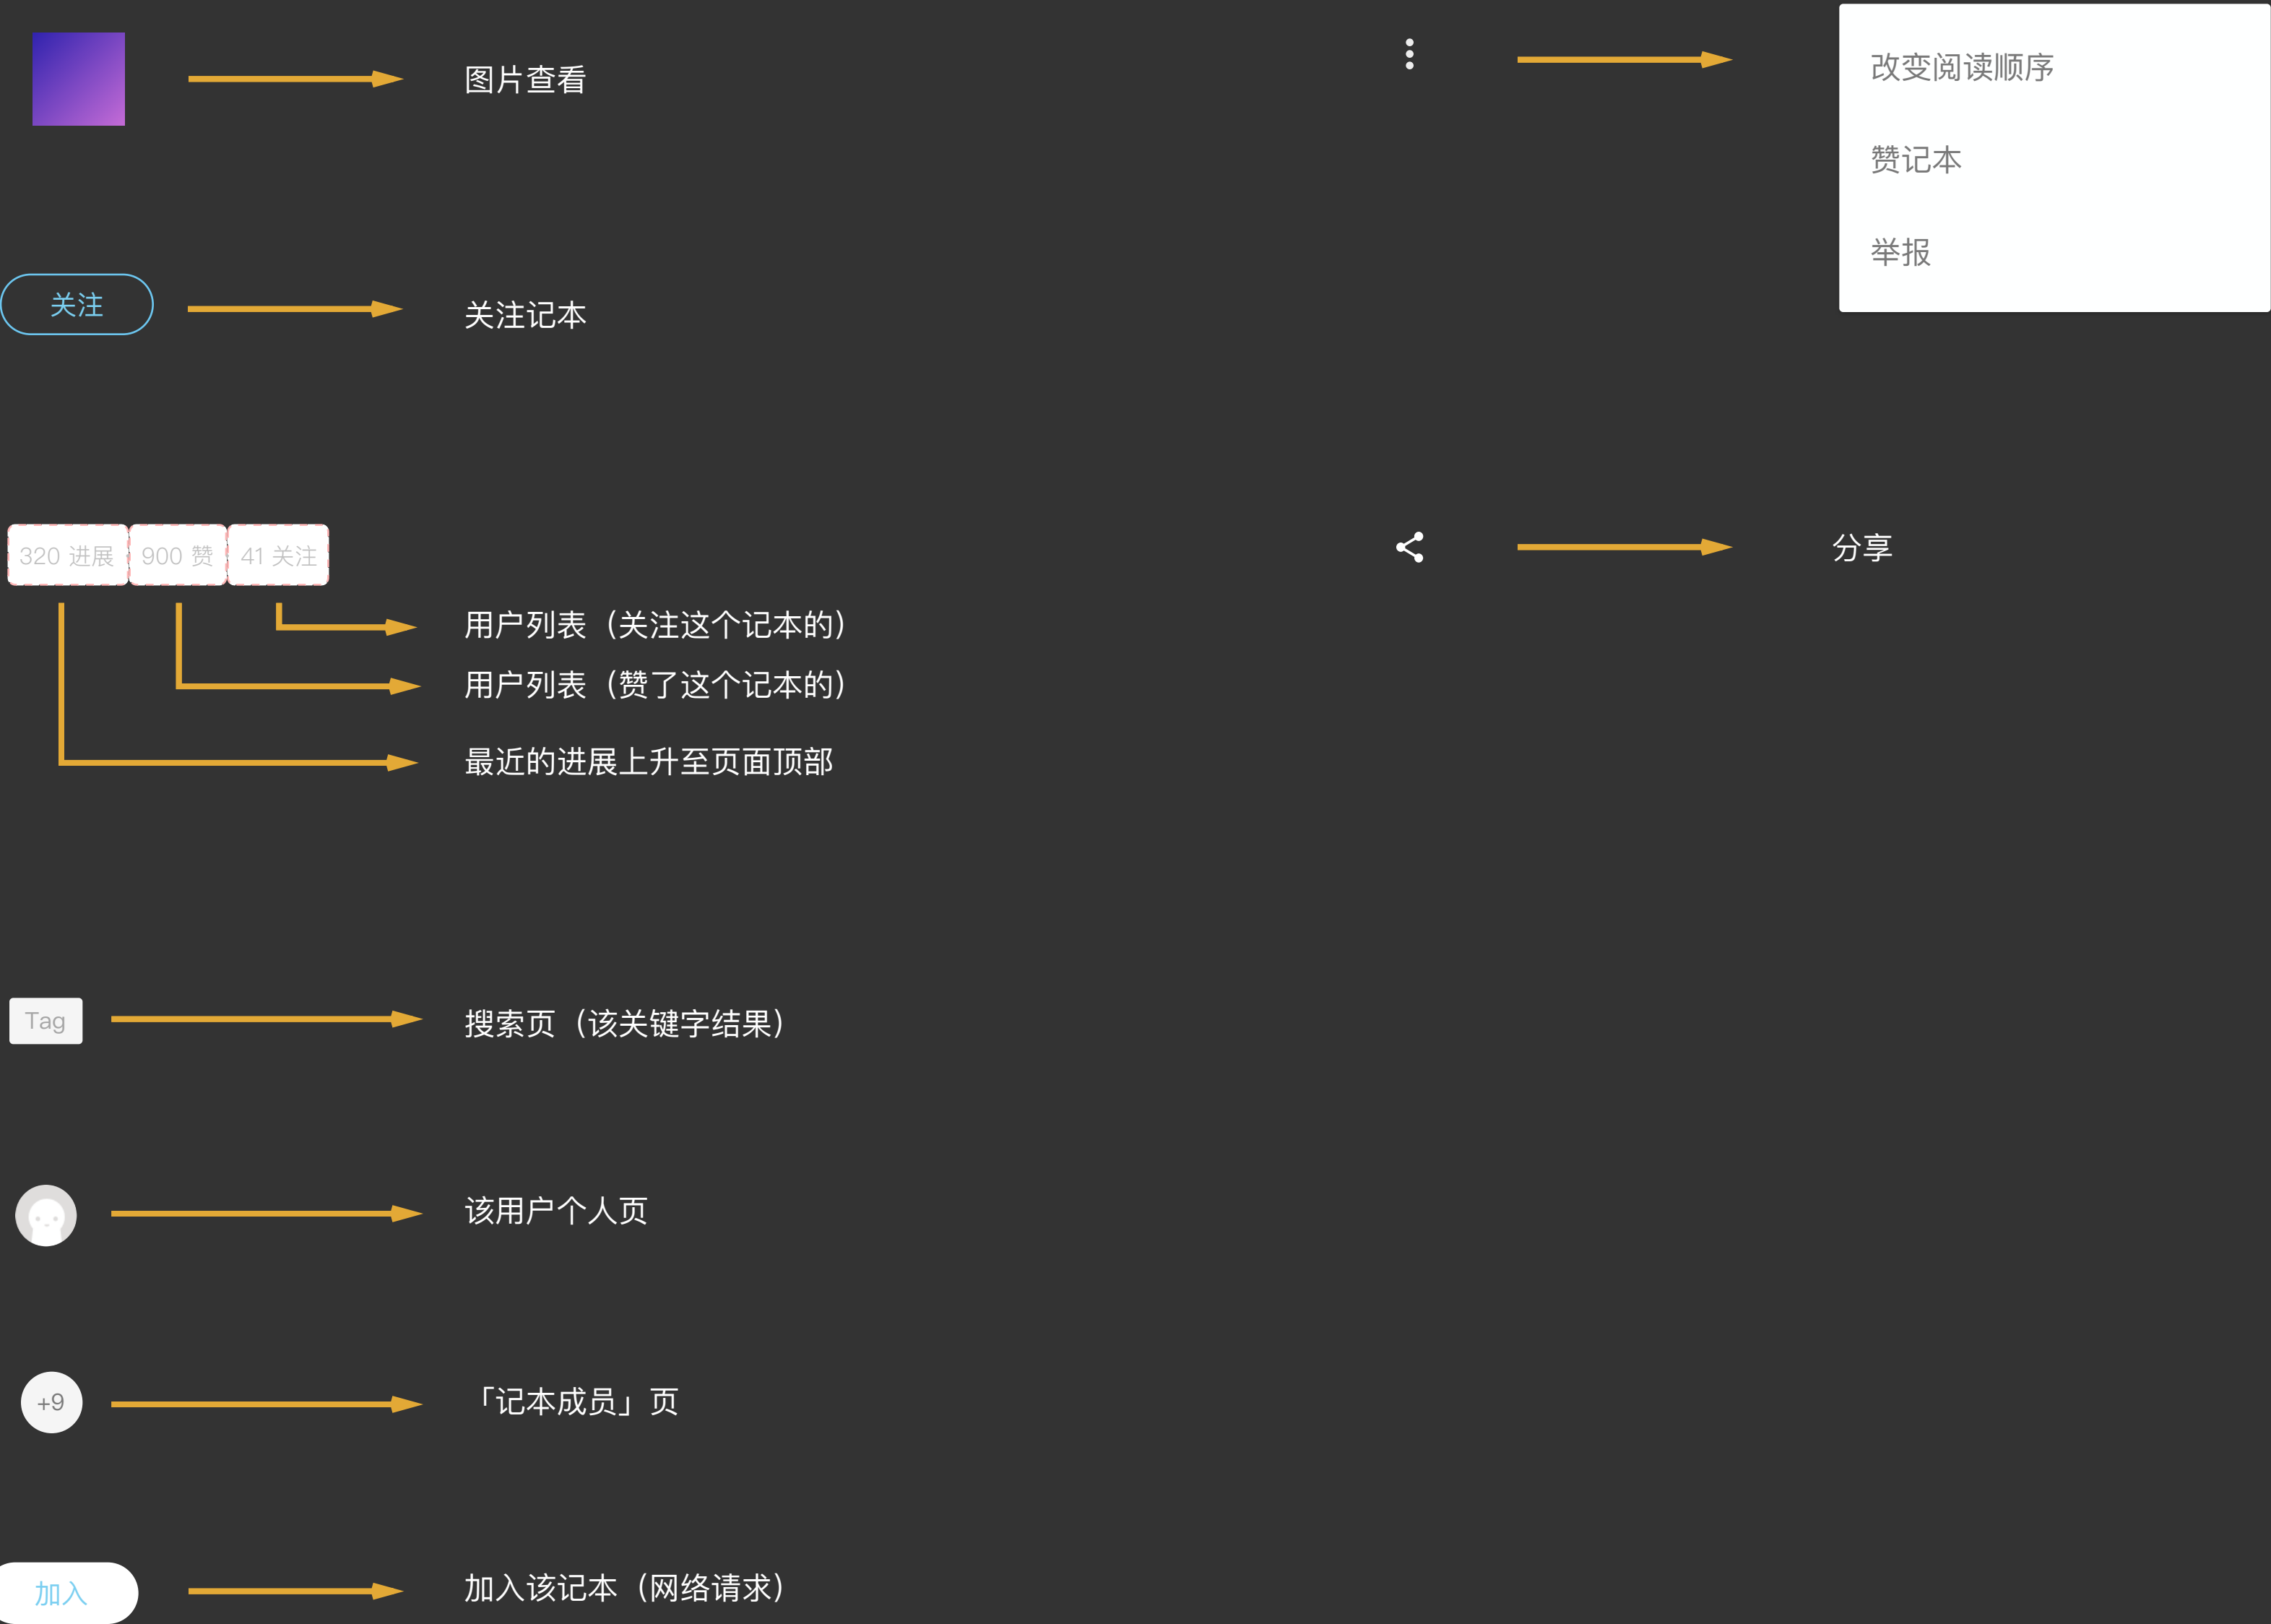 图片查看
关注
关注记本
320 进展
900 赞
41 关注
用户列表（关注这个记本的）
用户列表（赞了这个记本的）
最近的进展上升至页面顶部
Tag
搜索页（该关键字结果）
该用户个人页
+9
「记本成员」页
加入
加入该记本（网络请求）
改变阅读顺序
赞记本
举报
分享